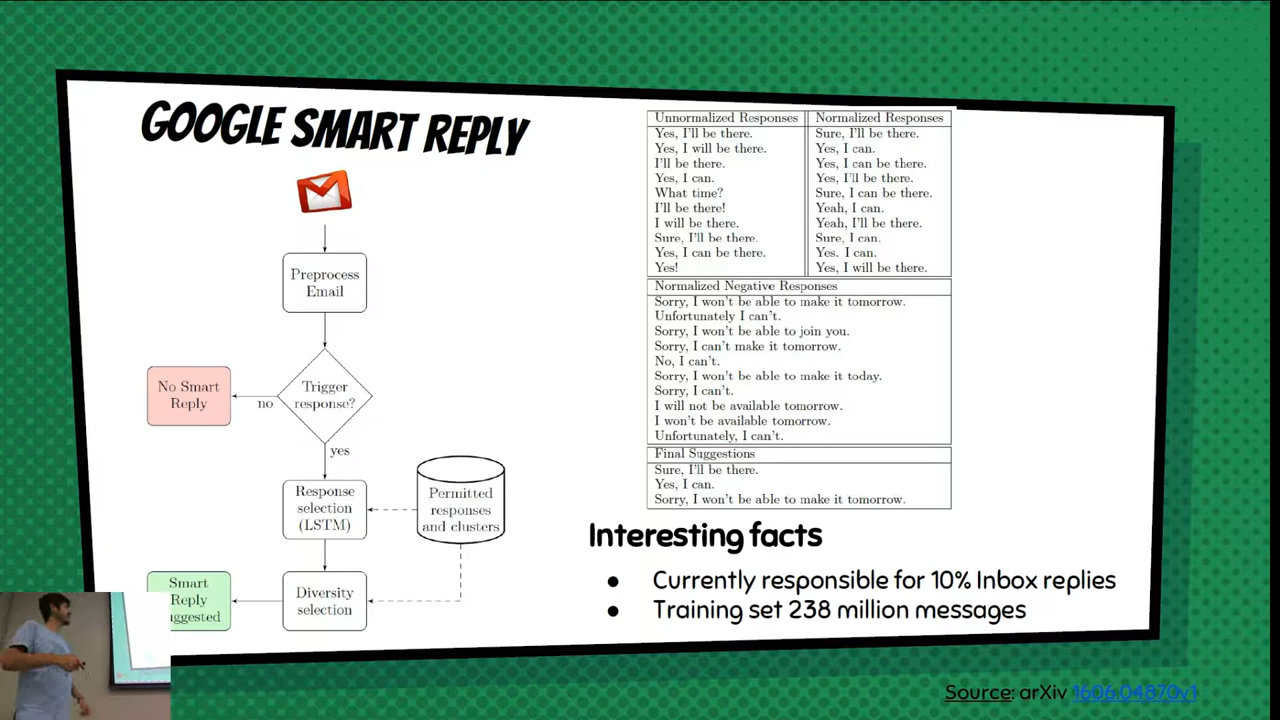 GOOGLE SMART REPLY
Preprocess
Email
Trigger
response?
no
No Smart
Reply
yes
Response
selection
(LSTM)
Permitted
responses
and clusters
Diversity
selection
Smart
Reply
uggested
Unnormalized Responses Normalized Responses
Yes, I'll be there. Sure, I'll be there.
Yes, I will be there. Yes, I can.
I'll be there. Yes, I can be there.
Yes, I can. Yes, I'll be there.
What time? Sure, I can be there.
I'll be there! Yeah, I can.
I will be there. Yeah, I'll be there.
Sure, I'll be there. Sure, I can.
Yes, I can be there. Yes. I can.
Yes! Yes, I will be there.
Normalized Negative Responses
Sorry, I won't be able to make it tomorrow.
Unfortunately I can't.
Sorry, I won't be able to join you.
Sorry, I can't make it tomorrow.
No, I can't.
Sorry, I won't be able to make it today.
Sorry, I can't.
I will not be available tomorrow.
I won't be available tomorrow.
Unfortunately, I can't.
Final Suggestions
Sure, I'll be there.
Yes, I can.
Sorry, I won't be able to make it tomorrow.
Interesting facts
● Currently responsible for 10% Inbox replies
● Training set 238 million messages
Source: arXiv 1606.04870v1